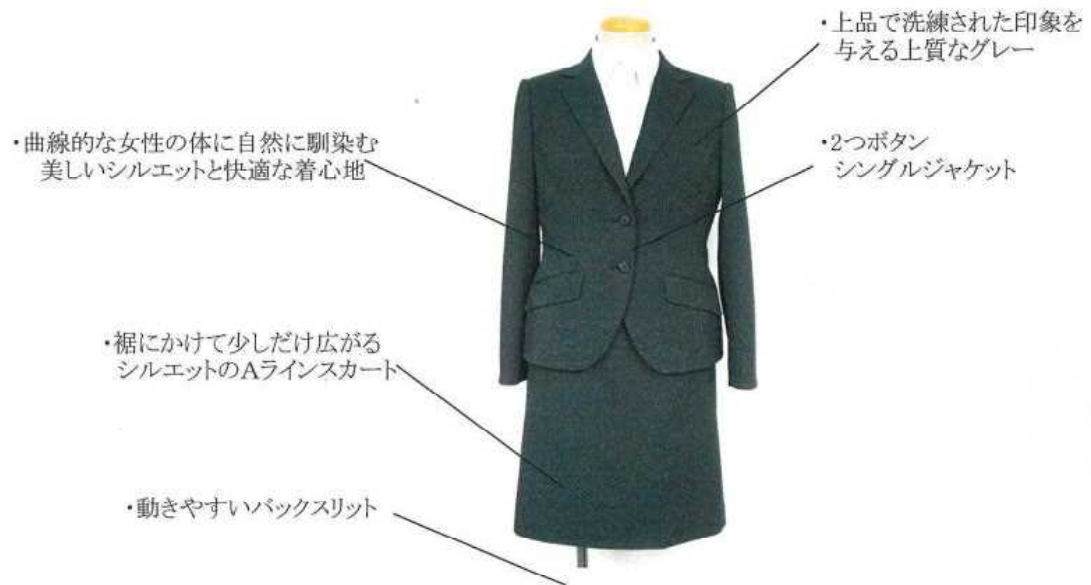 ・上品で洗練された印象を
与える上質なグレー
・曲線的な女性の体に自然に馴染む
美しいシルエットと快適な着心地
・2つボタン
シングルジャケット
・裾にかけて少しだけ広がる
シルエットのAラインスカート
・動きやすいバックスリット